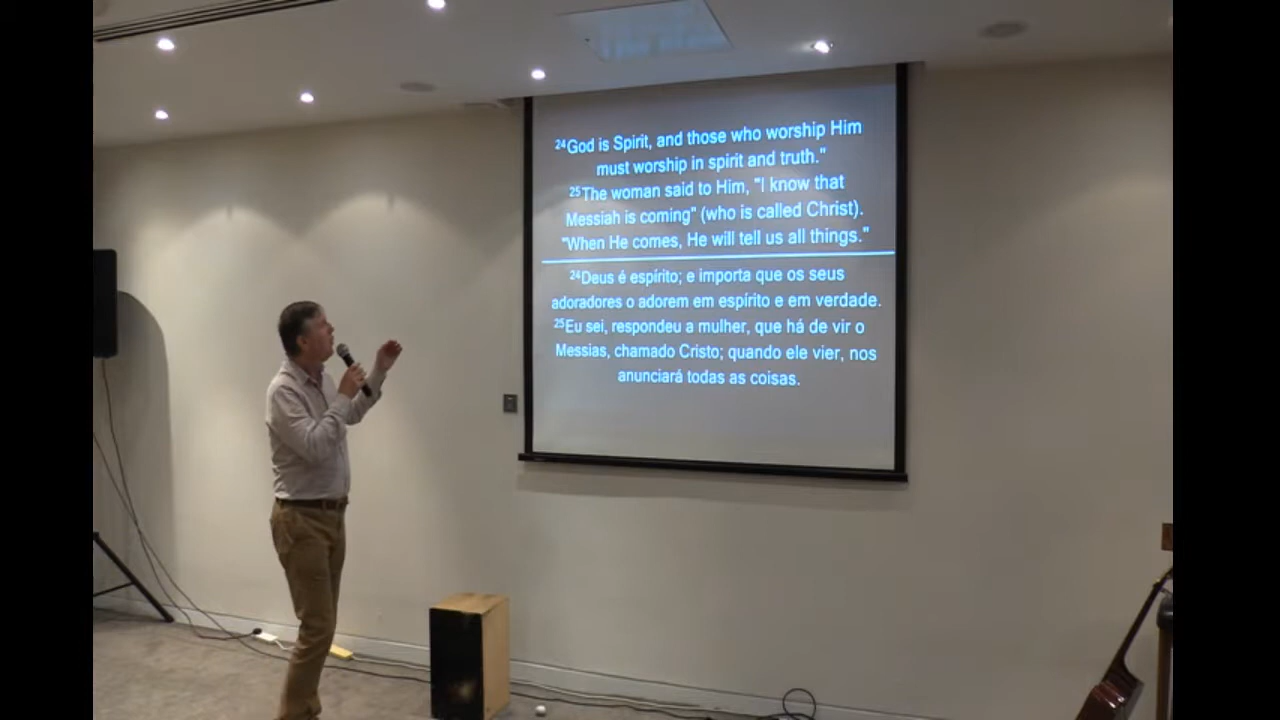 ²⁴God is Spirit, and those who worship Him
must worship in spirit and truth."
²⁵The woman said to Him, "I know that
Messiah is coming" (who is called Christ).
"When He comes, He will tell us all things."
²⁴Deus é espírito; e importa que os seus
adoradores o adorem em espírito e em verdade.
²⁵Eu sei, respondeu a mulher, que há de vir o
Messias, chamado Cristo; quando ele vier, nos
anunciará todas as coisas.